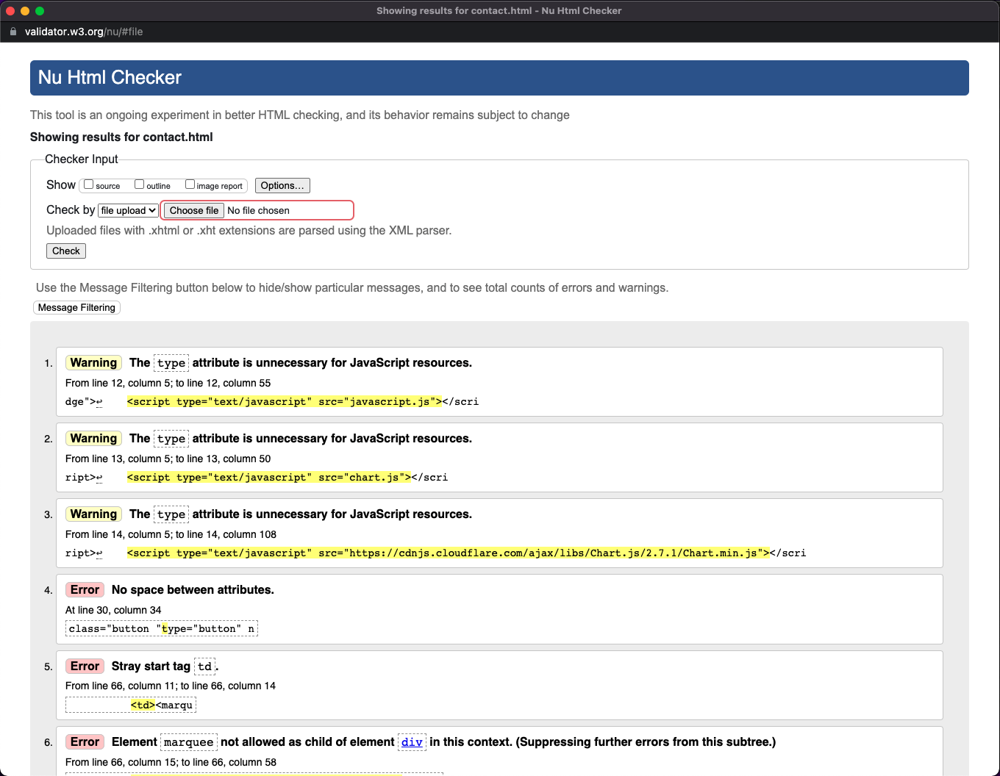 Showing results for contact.html - Nu Html Checker
validator.w3.org/nu/#file
Nu Html Checker
This tool is an ongoing experiment in better HTML checking, and its behavior remains subject to change
Showing results for contact.html
Checker Input
Show source outline image report Options...
Check by file upload Choose file No file chosen
Uploaded files with .xhtml or .xht extensions are parsed using the XML parser.
Check
Use the Message Filtering button below to hide/show particular messages, and to see total counts of errors and warnings.
Message Filtering
1. Warning The type attribute is unnecessary for JavaScript resources.
From line 12, column 5; to line 12, column 55
dge">↩ <script type="text/javascript" src="javascript.js"></scri
2. Warning The type attribute is unnecessary for JavaScript resources.
From line 13, column 5; to line 13, column 50
ript>↩ <script type="text/javascript" src="chart.js"></scri
3. Warning The type attribute is unnecessary for JavaScript resources.
From line 14, column 5; to line 14, column 108
ript>↩ <script type="text/javascript" src="https://cdnjs.cloudflare.com/ajax/libs/Chart.js/2.7.1/Chart.min.js"></scri
4. Error No space between attributes.
At line 30, column 34
class="button "type="button" n
5. Error Stray start tag td.
From line 66, column 11; to line 66, column 14
<td><marqu
6. Error Element marquee not allowed as child of element div in this context. (Suppressing further errors from this subtree.)
From line 66, column 15; to line 66, column 58